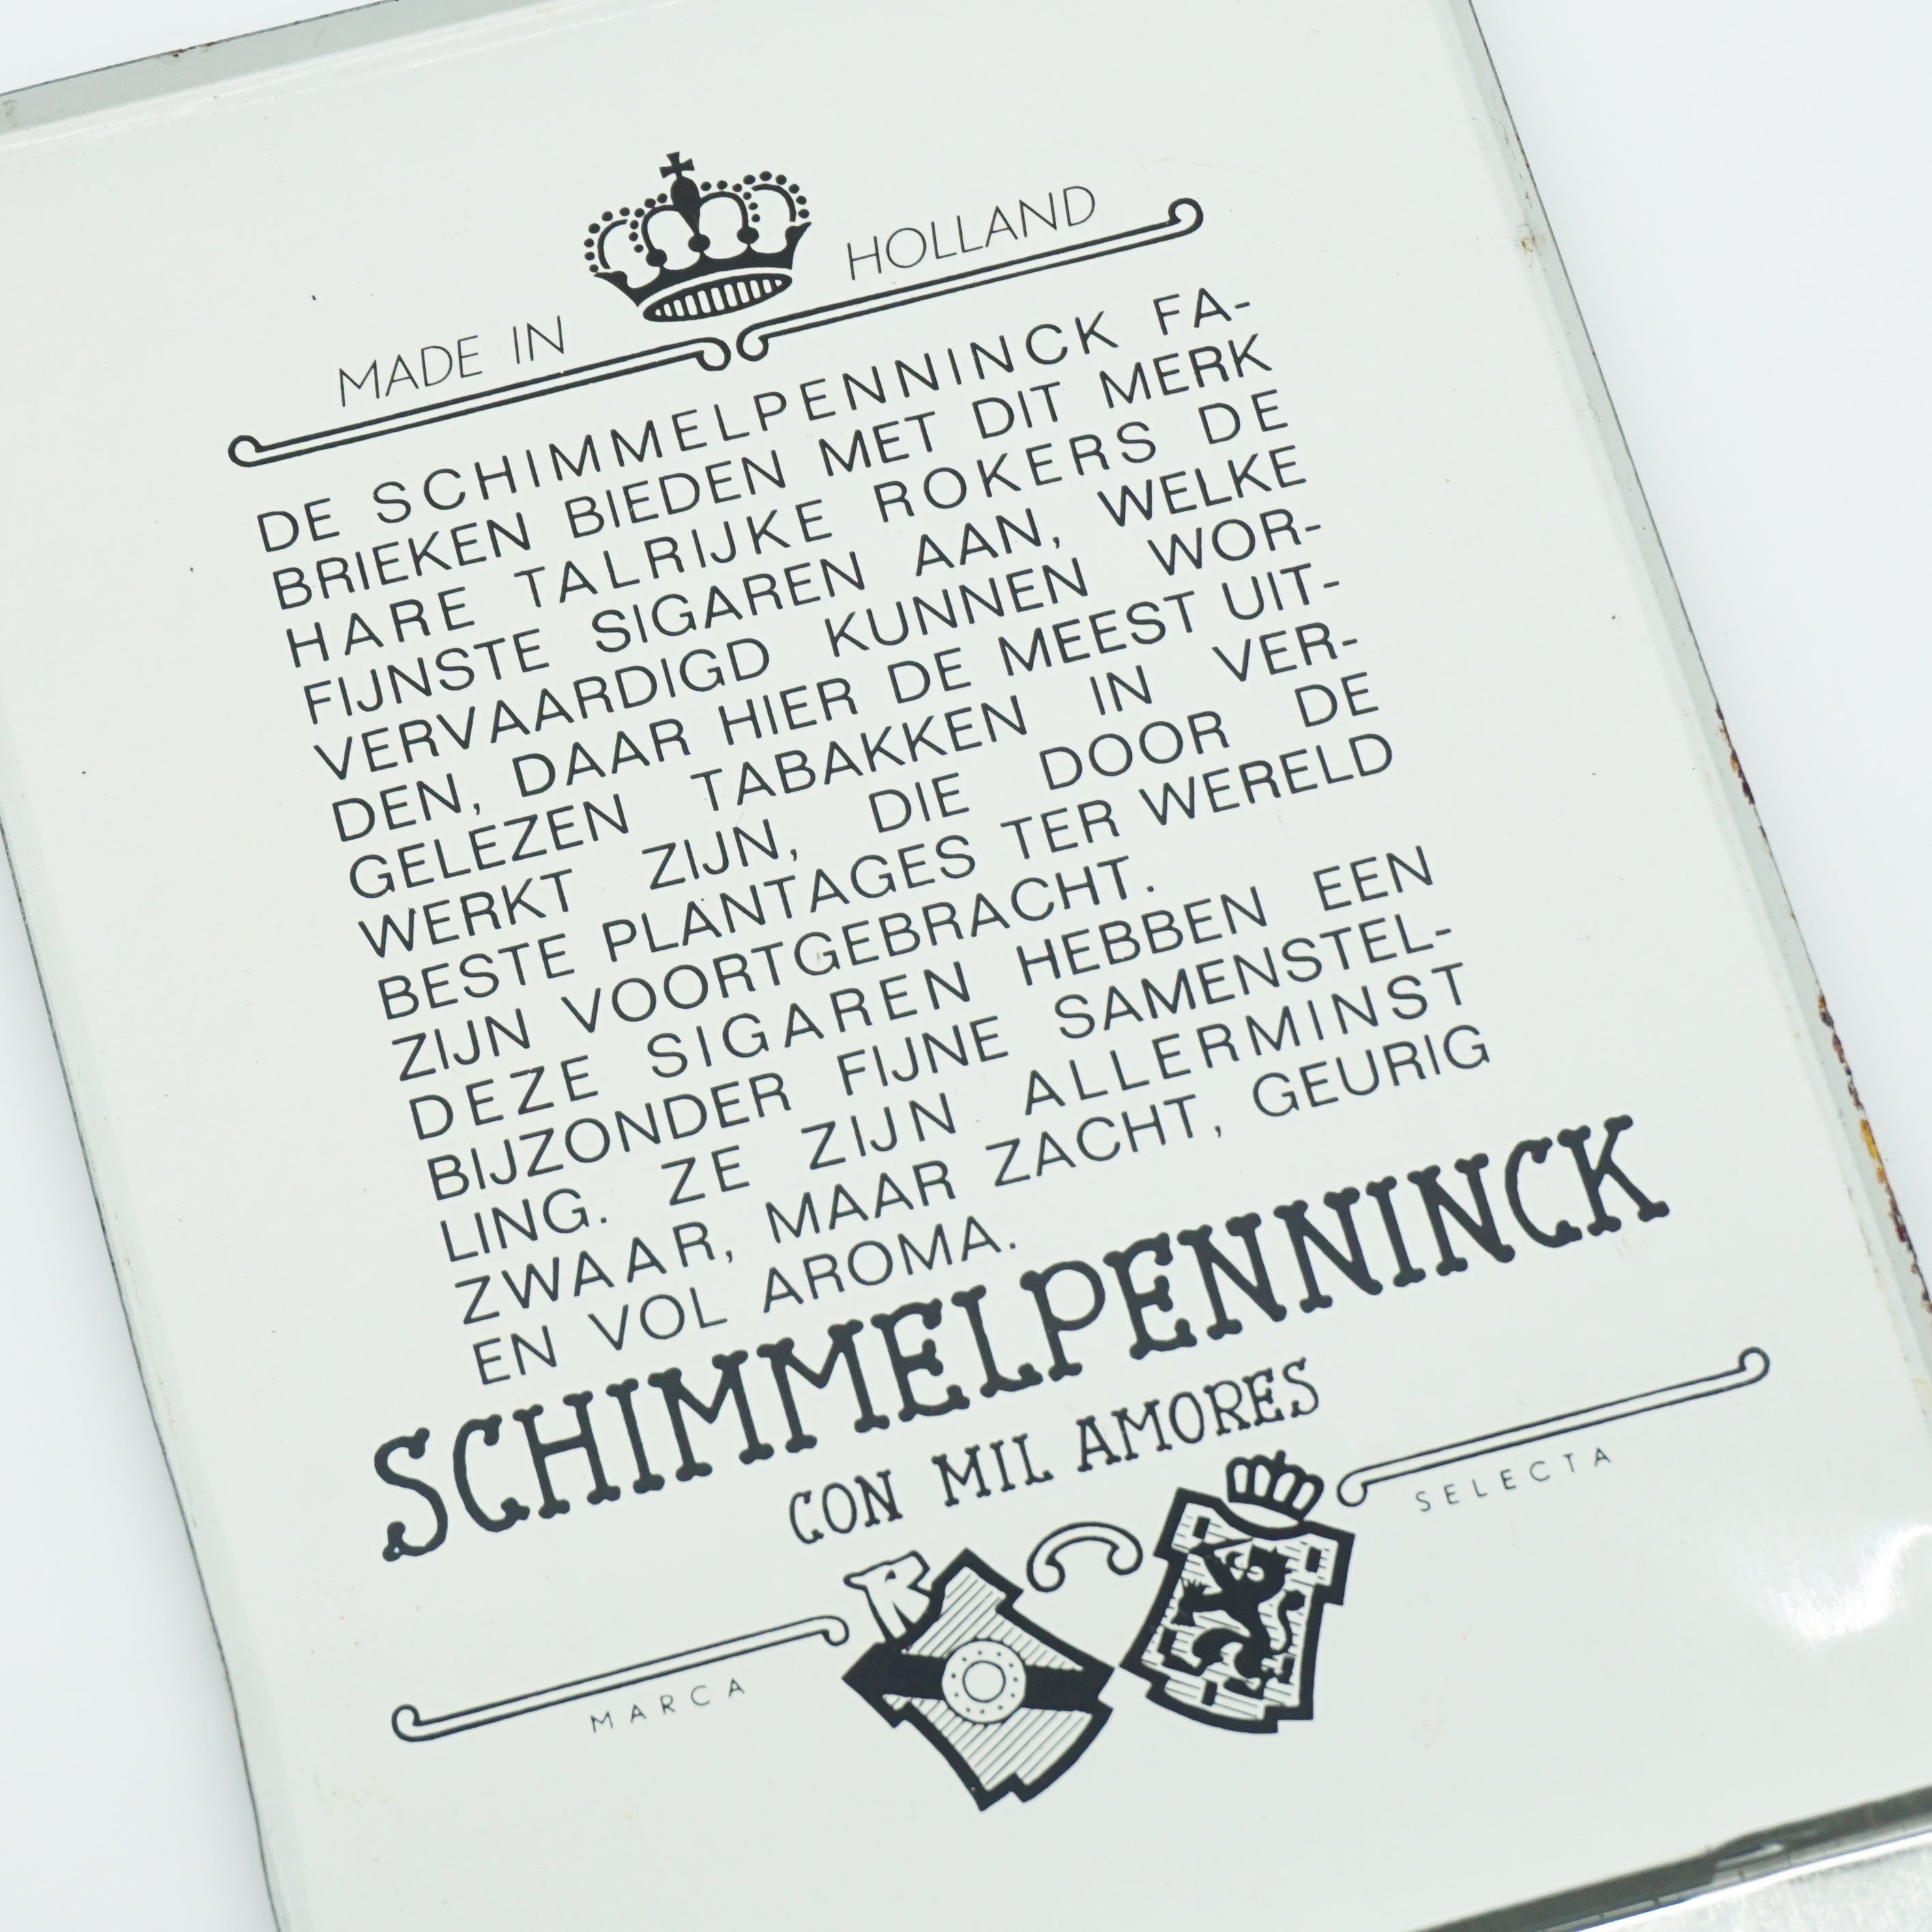 MADE IN HOLLAND
DE SCHIMMELPENNINCK FA-
BRIEKEN BIEDEN MET DIT MERK
HARE TALRIJKE ROKERS DE
FIJNSTE SIGAREN AAN, WELKE
VERVAARDIGD KUNNEN WOR-
DEN, DAAR HIER DE MEEST UIT-
GELEZEN TABAKKEN IN VER-
WERKT ZIJN, DIE DOOR DE
BESTE PLANTAGES TER WERELD
ZIJN VOORTGEBRACHT.
DEZE SIGAREN HEBBEN EEN
BIJZONDER FIJNE SAMENSTEL-
LING. ZE ZIJN ALLERMINST
ZWAAR, MAAR ZACHT, GEURIG
EN VOL AROMA.
SCHIMMELPENNINCK
CON MIL AMORES
MARCA SELECTA